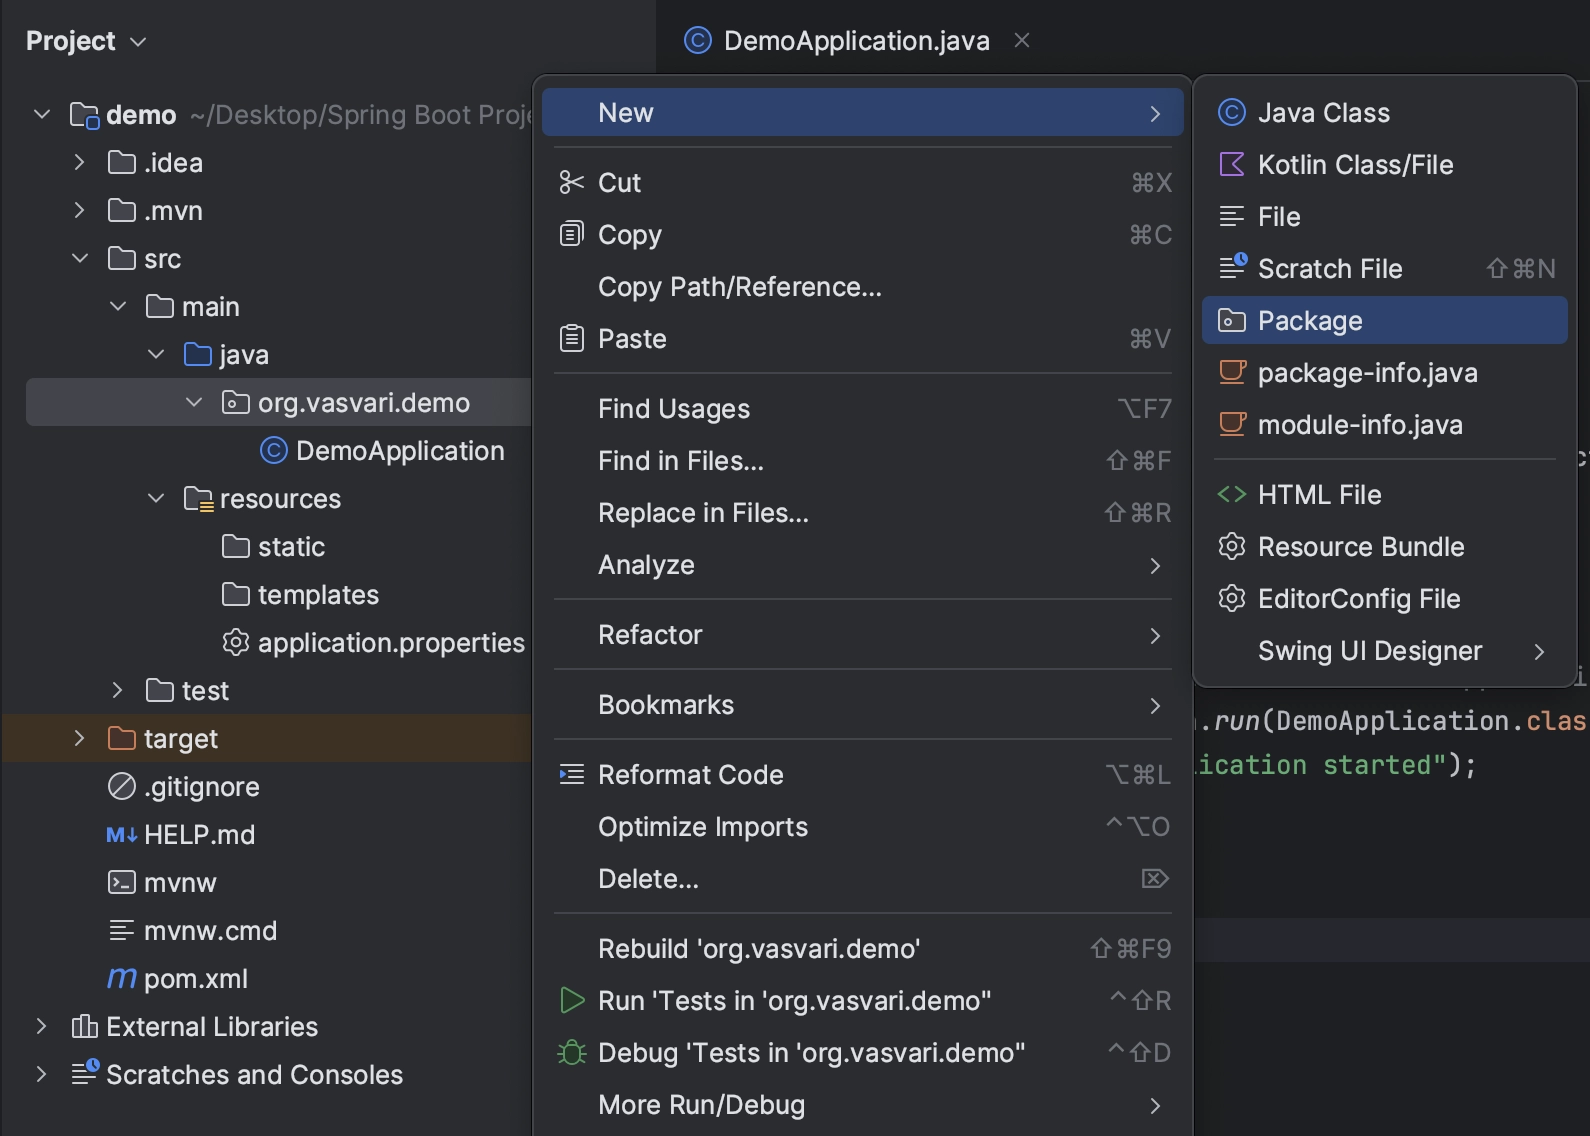 Project
DemoApplication.java
demo ~/Desktop/Spring Boot Proje
.idea
.mvn
src
main
java
org.vasvari.demo
DemoApplication
resources
static
templates
application.properties
test
target
.gitignore
HELP.md
mvnw
mvnw.cmd
pom.xml
External Libraries
Scratches and Consoles
New
Cut ⌘X
Copy ⌘C
Copy Path/Reference...
Paste ⌘V
Find Usages ⌥F7
Find in Files... ⇧⌘F
Replace in Files... ⇧⌘R
Analyze
Refactor
Bookmarks
Reformat Code ⌥⌘L
Optimize Imports ^⌥O
Delete... ⌦
Rebuild 'org.vasvari.demo' ⇧⌘F9
Run 'Tests in 'org.vasvari.demo'' ^⇧R
Debug 'Tests in 'org.vasvari.demo'' ^⇧D
More Run/Debug
Java Class
Kotlin Class/File
File
Scratch File ⇧⌘N
Package
package-info.java
module-info.java
HTML File
Resource Bundle
EditorConfig File
Swing UI Designer
.run(DemoApplication.clas
lication started");